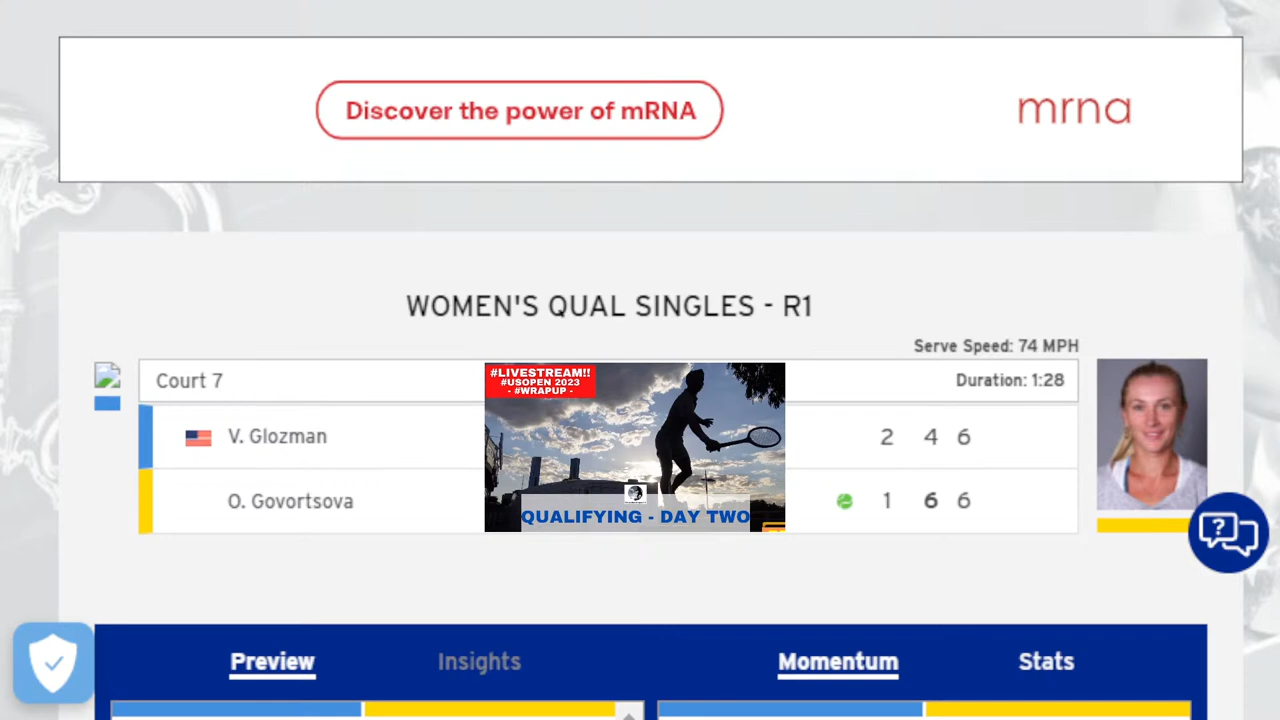 Discover the power of mRNA
mrna
WOMEN'S QUAL SINGLES - R1
Serve Speed: 74 MPH
Court 7
Duration: 1:28
#LIVESTREAM!!
#USOPEN 2023
- #WRAPUP -
V. Glozman 2 4 6
O. Govortsova 1 6 6
QUALIFYING - DAY TWO
?
Preview Insights Momentum Stats